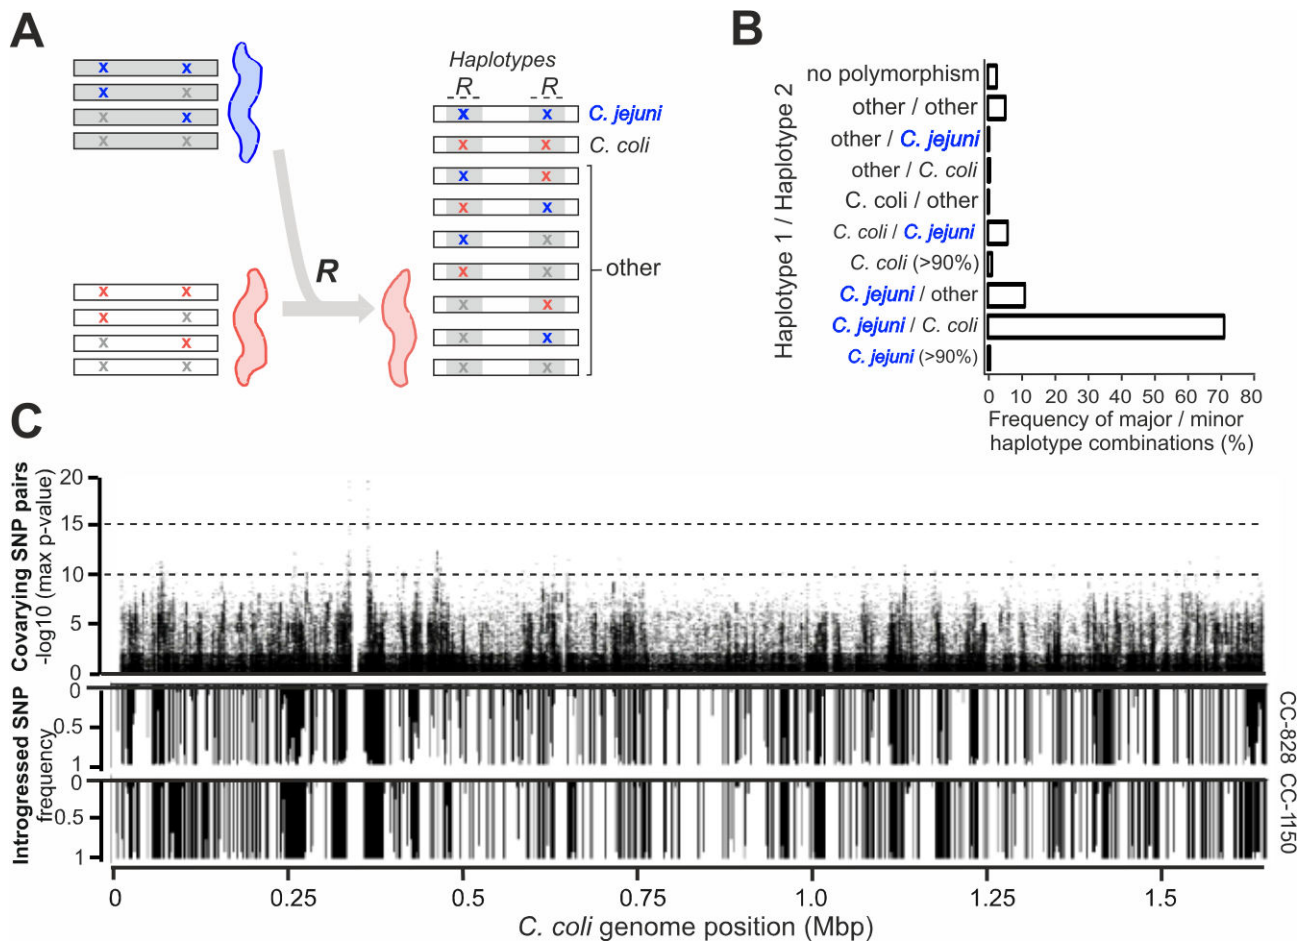 A
x x
x x
x x
x x
x x
x x
x x
x x
R
Haplotypes
R R
x x C. jejuni
x x C. coli
x x
x x
x x
x x other
x x
x x
x x
B
Haplotype 1 / Haplotype 2
no polymorphism
other / other
other / C. jejuni
other / C. coli
C. coli / other
C. coli / C. jejuni
C. coli (>90%)
C. jejuni / other
C. jejuni / C. coli
C. jejuni (>90%)
0 10 20 30 40 50 60 70 80
Frequency of major / minor
haplotype combinations (%)
C
Covarying SNP pairs
-log10 (max p-value)
20
15
10
5
0
Introgressed SNP
frequency
0
0.5
1
CC-828
0
0.5
1
CC-1150
0 0.25 0.5 0.75 1.0 1.25 1.5
C. coli genome position (Mbp)